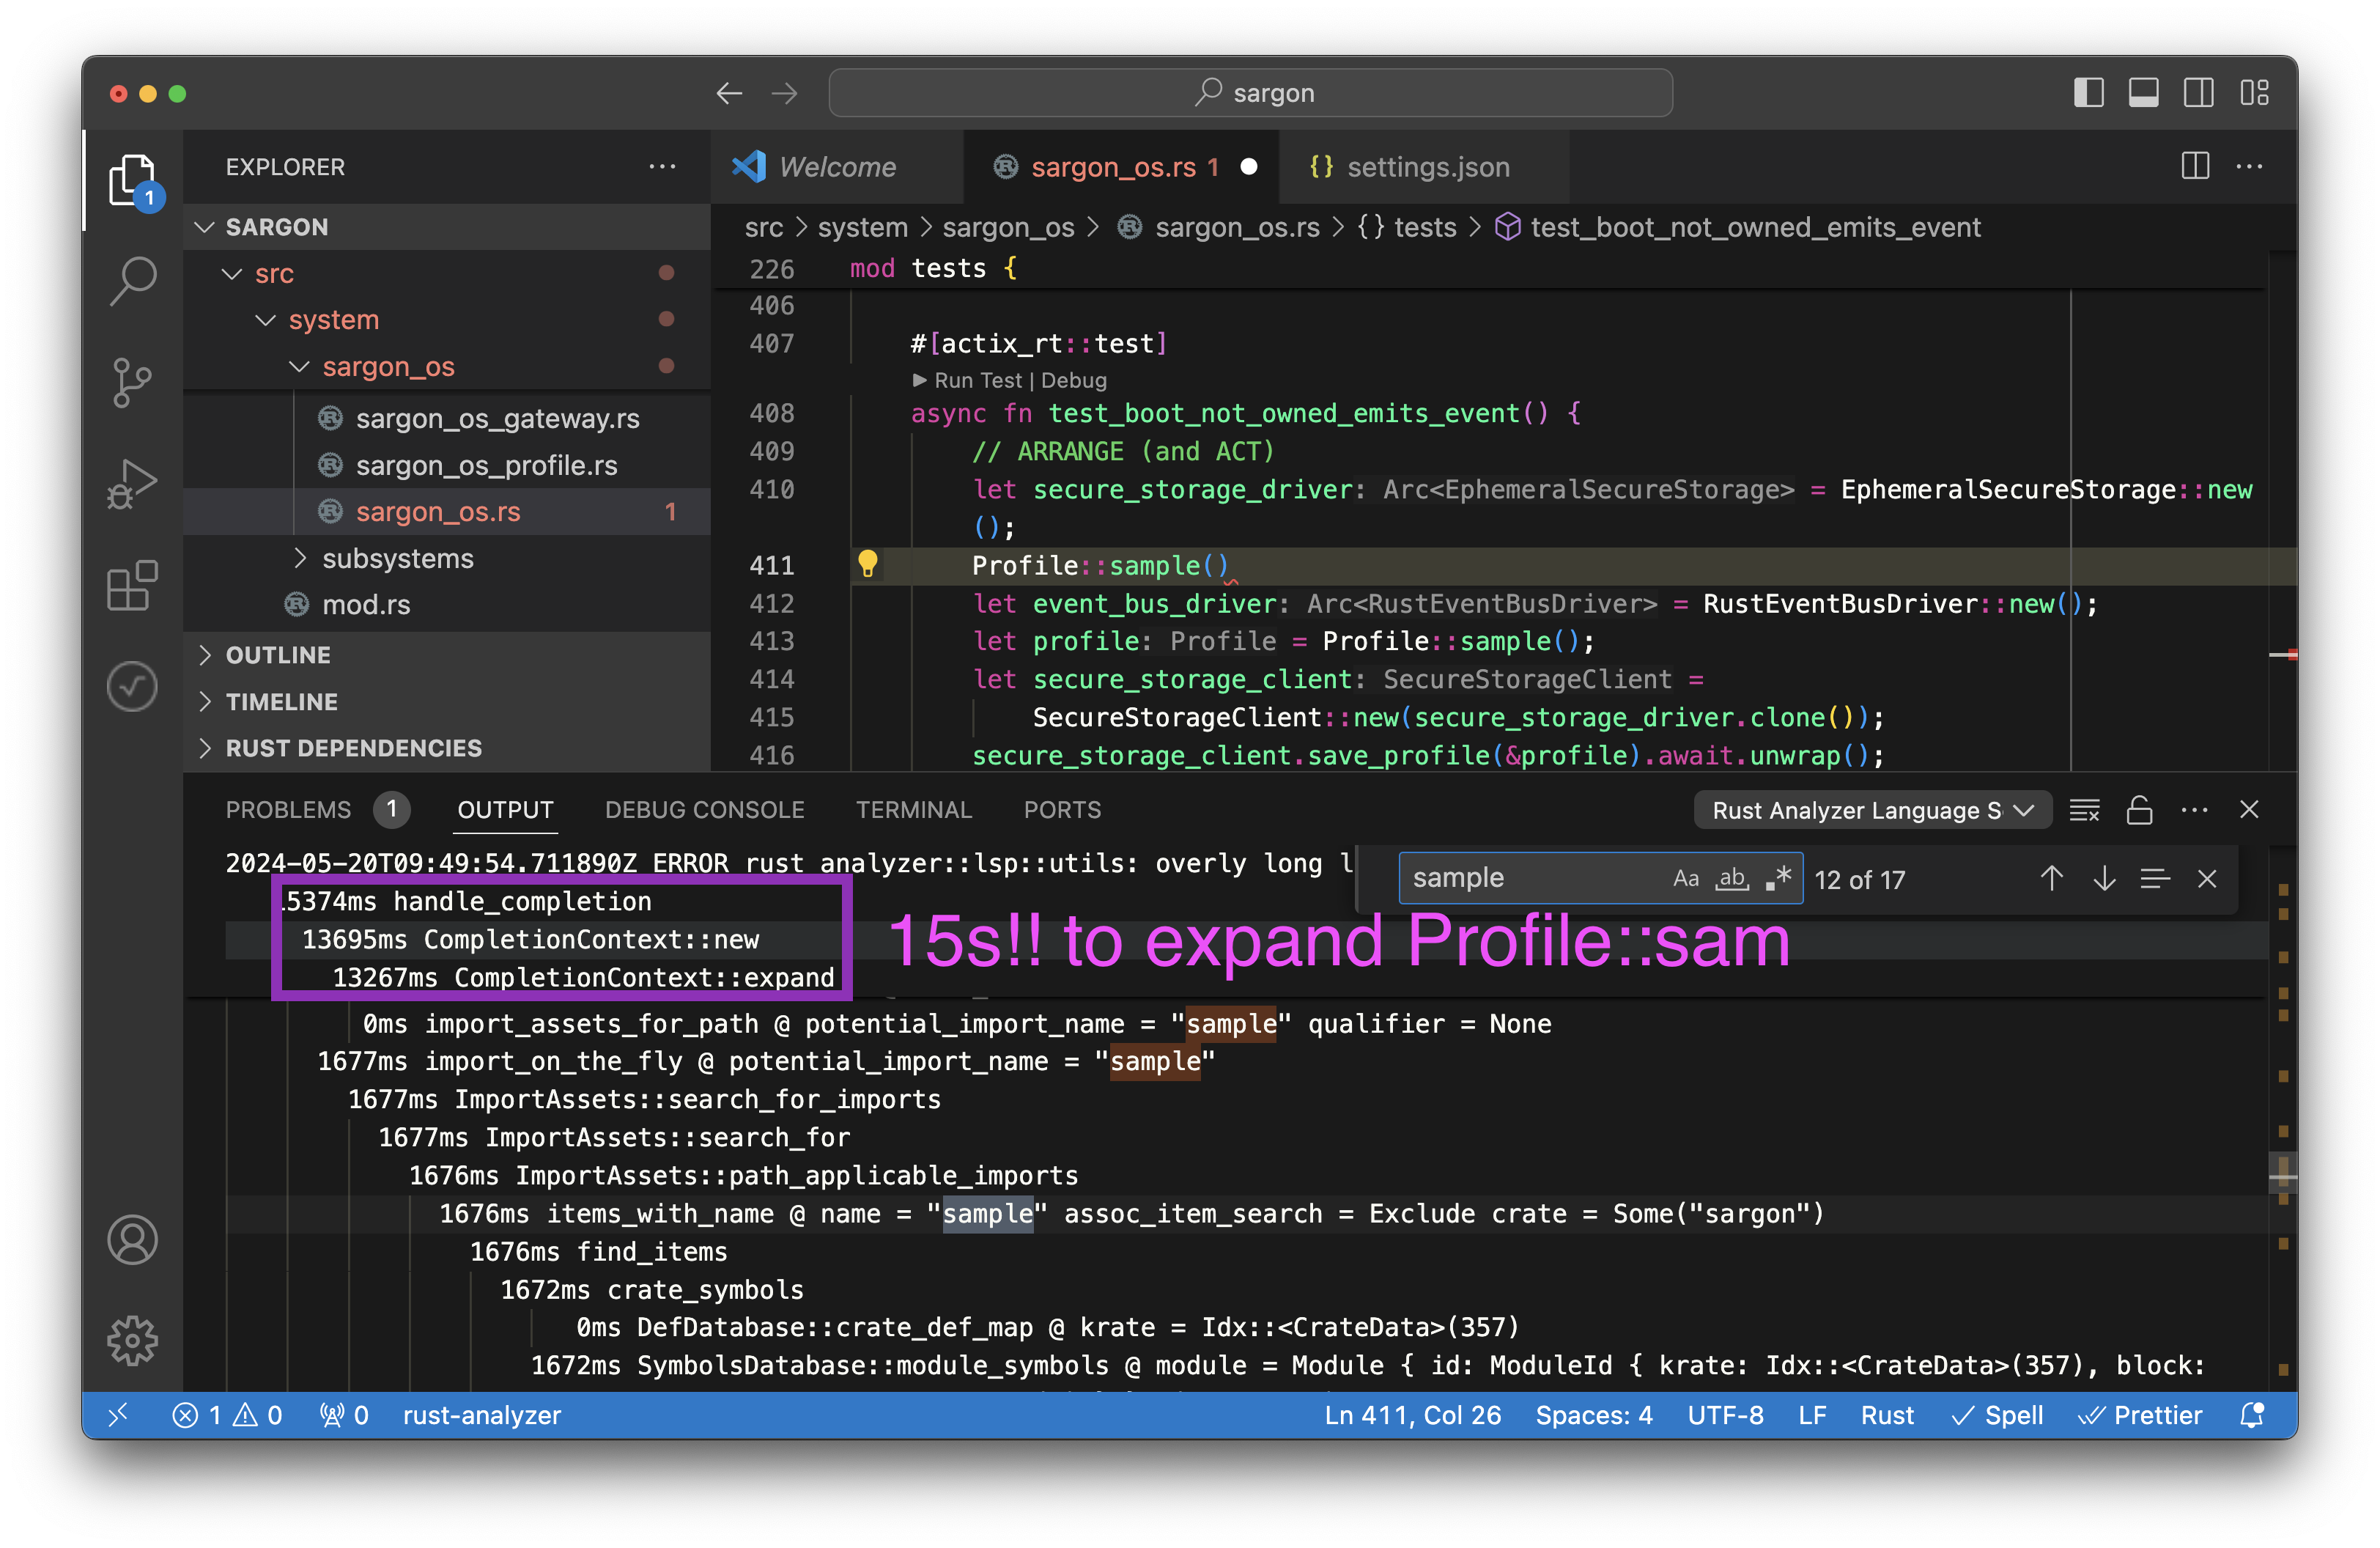 sargon
EXPLORER
SARGON
src
system
sargon_os
sargon_os_gateway.rs
sargon_os_profile.rs
sargon_os.rs 1
subsystems
mod.rs
OUTLINE
TIMELINE
RUST DEPENDENCIES
1
Welcome
sargon_os.rs 1
{} settings.json
src > system > sargon_os > sargon_os.rs > {} tests > test_boot_not_owned_emits_event
226 mod tests {
406
407 #[actix_rt::test]
Run Test | Debug
408 async fn test_boot_not_owned_emits_event() {
409 // ARRANGE (and ACT)
410 let secure_storage_driver: Arc<EphemeralSecureStorage> = EphemeralSecureStorage::new
();
411 Profile::sample()
412 let event_bus_driver: Arc<RustEventBusDriver> = RustEventBusDriver::new();
413 let profile: Profile = Profile::sample();
414 let secure_storage_client: SecureStorageClient =
415 SecureStorageClient::new(secure_storage_driver.clone());
416 secure_storage_client.save_profile(&profile).await.unwrap();
PROBLEMS 1 OUTPUT DEBUG CONSOLE TERMINAL PORTS
Rust Analyzer Language S
2024-05-20T09:49:54.711890Z ERROR rust analyzer::lsp::utils: overly long l
sample Aa ab .* 12 of 17
15374ms handle_completion
13695ms CompletionContext::new
13267ms CompletionContext::expand
15s!! to expand Profile::sam
0ms import_assets_for_path @ potential_import_name = "sample" qualifier = None
1677ms import_on_the_fly @ potential_import_name = "sample"
1677ms ImportAssets::search_for_imports
1677ms ImportAssets::search_for
1676ms ImportAssets::path_applicable_imports
1676ms items_with_name @ name = "sample" assoc_item_search = Exclude crate = Some("sargon")
1676ms find_items
1672ms crate_symbols
0ms DefDatabase::crate_def_map @ krate = Idx::<CrateData>(357)
1672ms SymbolsDatabase::module_symbols @ module = Module { id: ModuleId { krate: Idx::<CrateData>(357), block:
1 0 0 rust-analyzer Ln 411, Col 26 Spaces: 4 UTF-8 LF Rust Spell Prettier